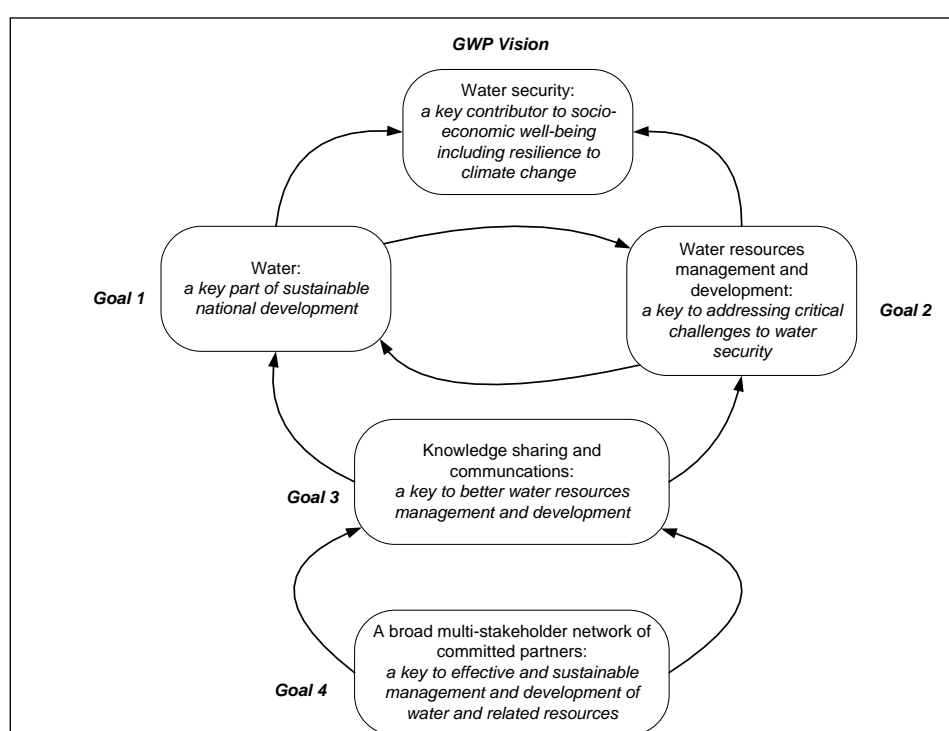 GWP Vision
Water security:
a key contributor to socio-
economic well-being
including resilience to
climate change
Goal 1
Water:
a key part of sustainable
national development
Water resources
management and
development:
a key to addressing critical
challenges to water
security
Goal 2
Goal 3
Knowledge sharing and
communcations:
a key to better water resources
management and development
Goal 4
A broad multi-stakeholder network of
committed partners:
a key to effective and sustainable
management and development of
water and related resources